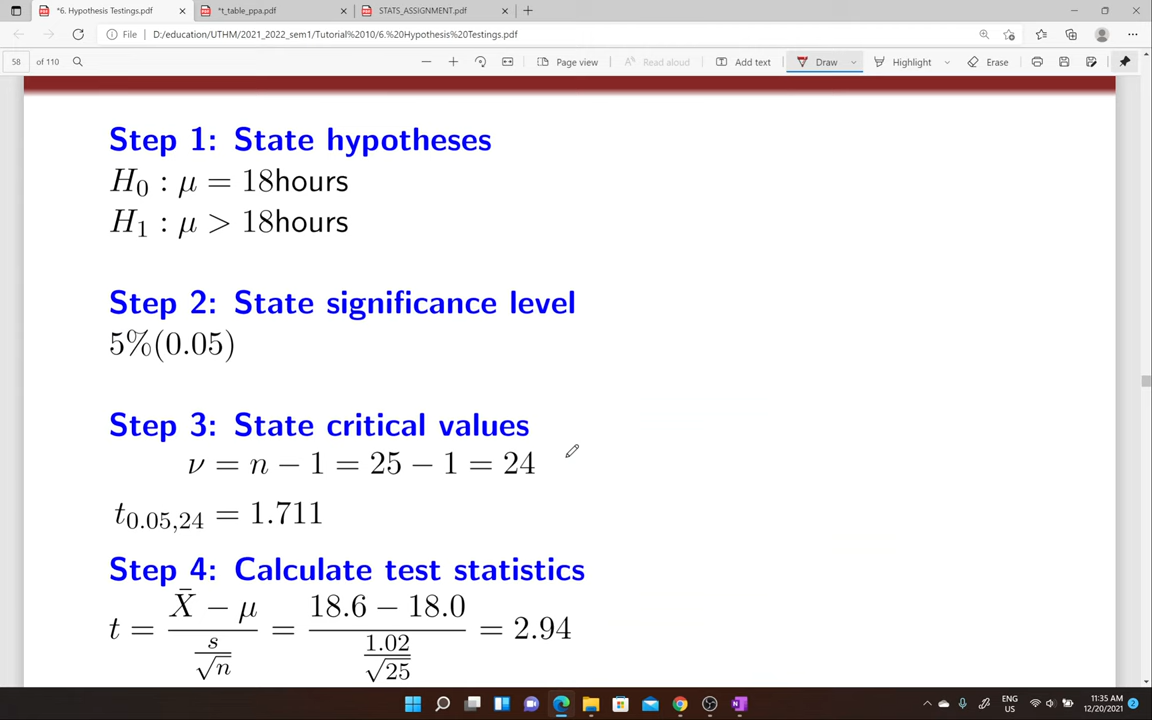 *6. Hypothesis Testings.pdf
*t_table_ppa.pdf
STATS_ASSIGNMENT.pdf
File D:/education/UTHM/2021_2022_sem1/Tutorial%2010/6.%20Hypothesis%20Testings.pdf
58 of 110 Page view Read aloud Add text Draw Highlight Erase
Step 1: State hypotheses
H₀ : μ = 18hours
H₁ : μ > 18hours
Step 2: State significance level
5%(0.05)
Step 3: State critical values
ν = n − 1 = 25 − 1 = 24
t₀.₀₅,₂₄ = 1.711
Step 4: Calculate test statistics
t = (X̄ − μ)/(s/√n) = (18.6 − 18.0)/(1.02/√25) = 2.94
ENG
US
11:35 AM
12/20/2021
2